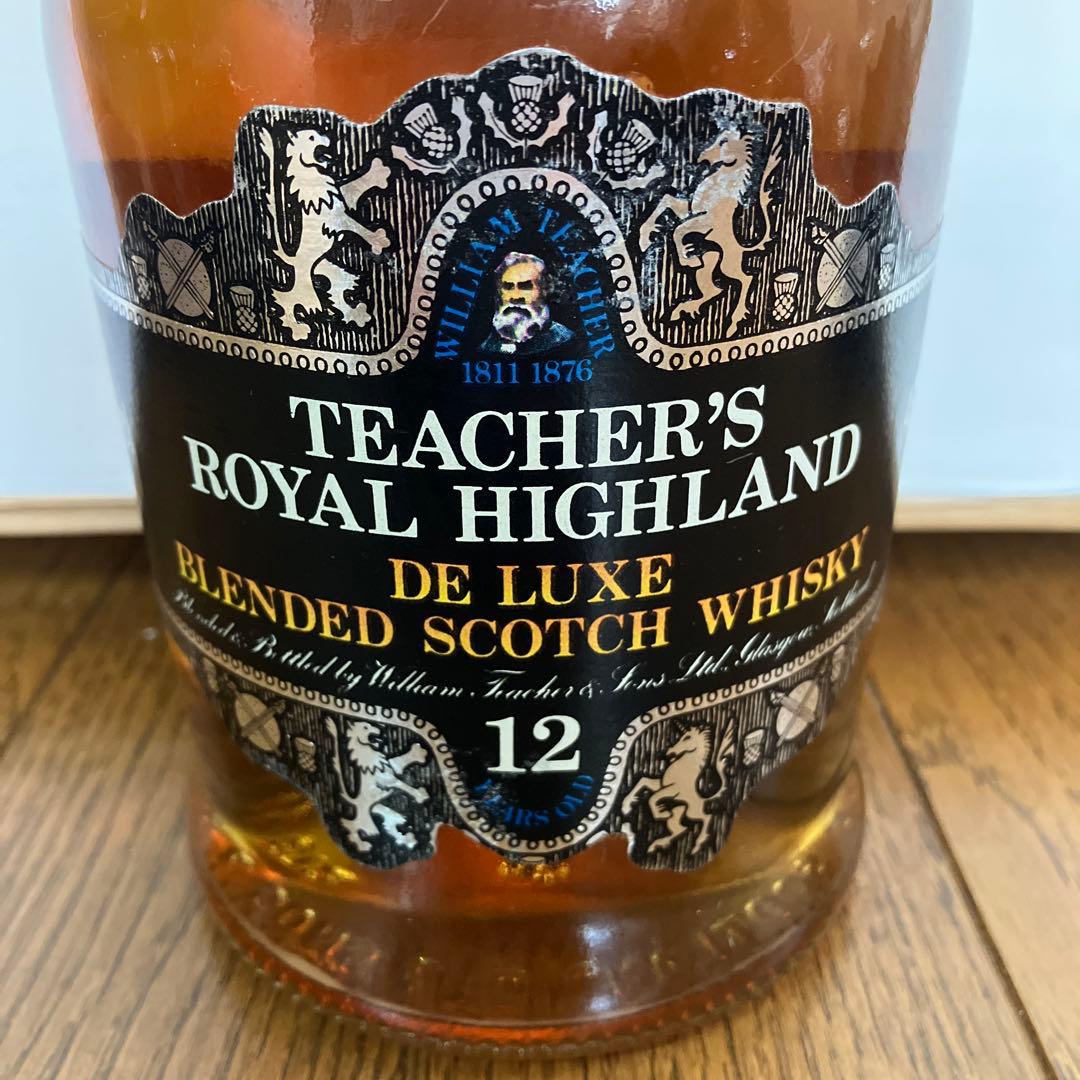 WILLIAM TEACHER
1811 1876
TEACHER'S
ROYAL HIGHLAND
DE LUXE
BLENDED SCOTCH WHISKY
Blended & Bottled by William Teacher & Sons Ltd. Glasgow, Scotland
12
YEARS OLD